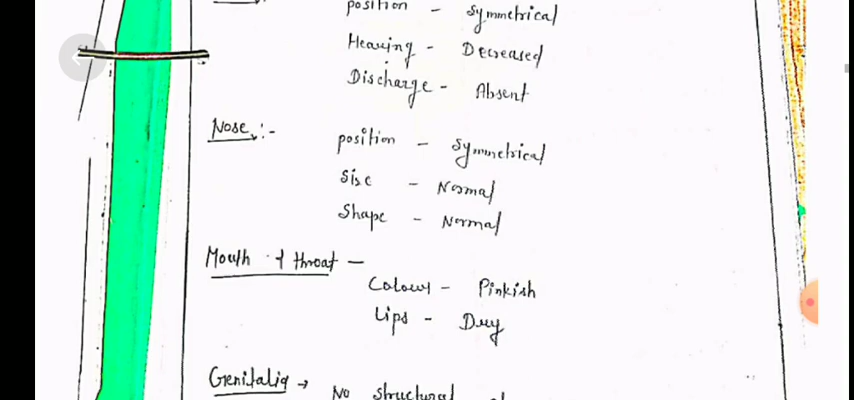 position - Symmetrical
Hearing - Decreased
Discharge - Absent
Nose :-
position - Symmetrical
Size - Normal
Shape - Normal
Mouth & throat -
Colour - Pinkish
Lips - Dry
Genitalia →
No structural